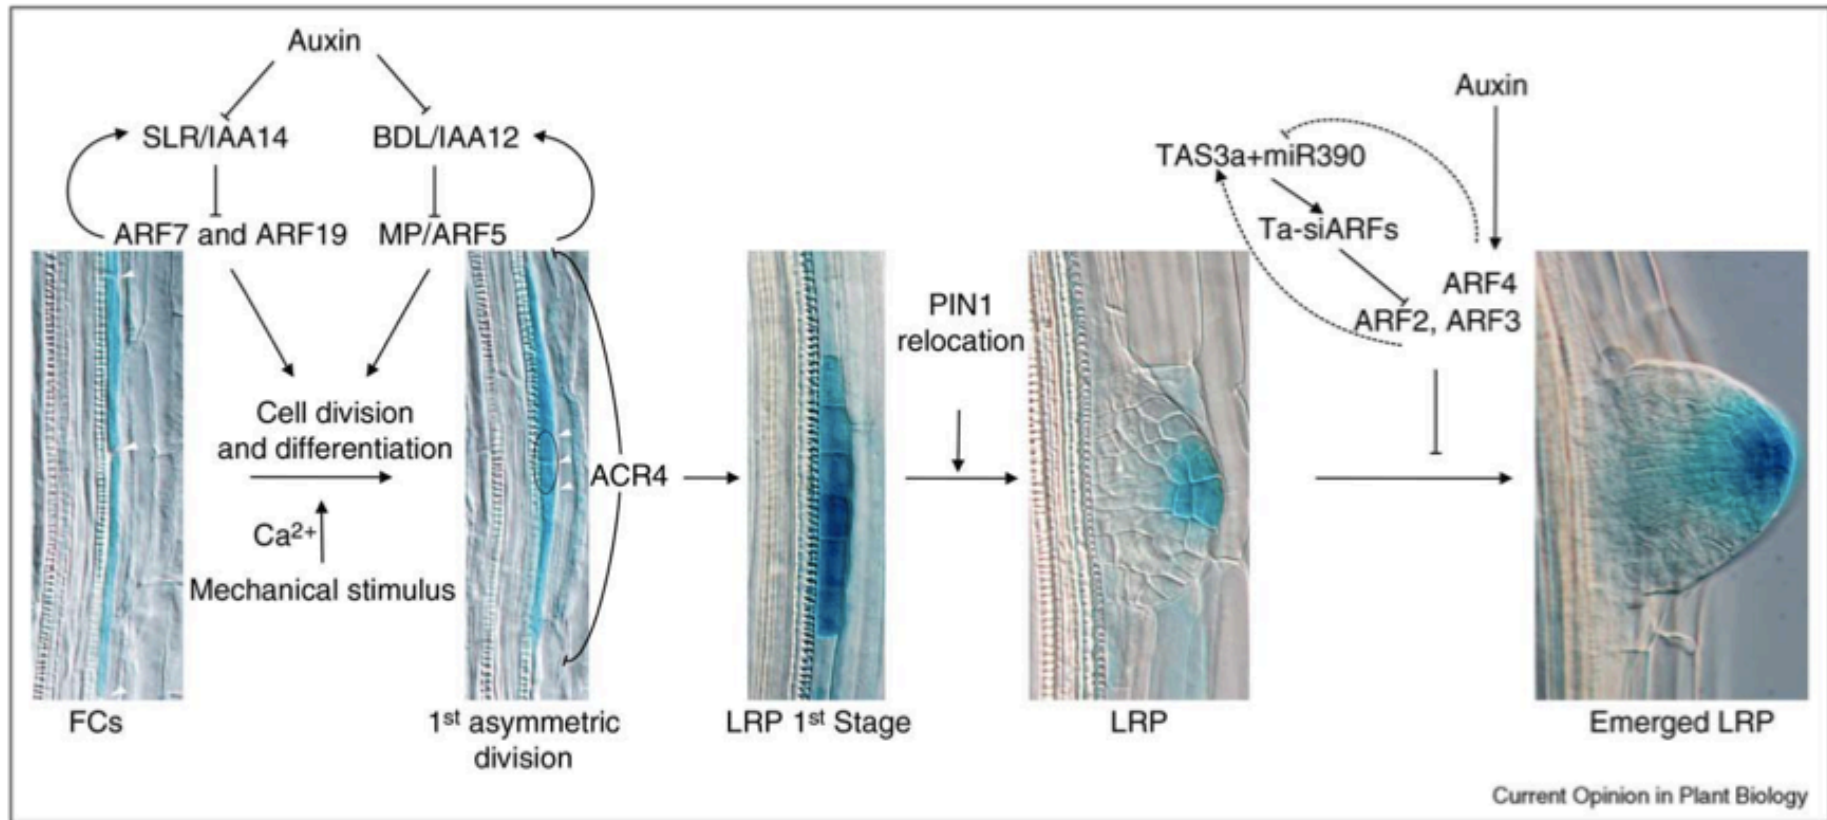 Auxin
SLR/IAA14
BDL/IAA12
ARF7 and ARF19
MP/ARF5
Cell division
and differentiation
Ca²⁺
Mechanical stimulus
ACR4
PIN1
relocation
Auxin
TAS3a+miR390
Ta-siARFs
ARF4
ARF2, ARF3
FCs
1ˢᵗ asymmetric
division
LRP 1ˢᵗ Stage
LRP
Emerged LRP
Current Opinion in Plant Biology